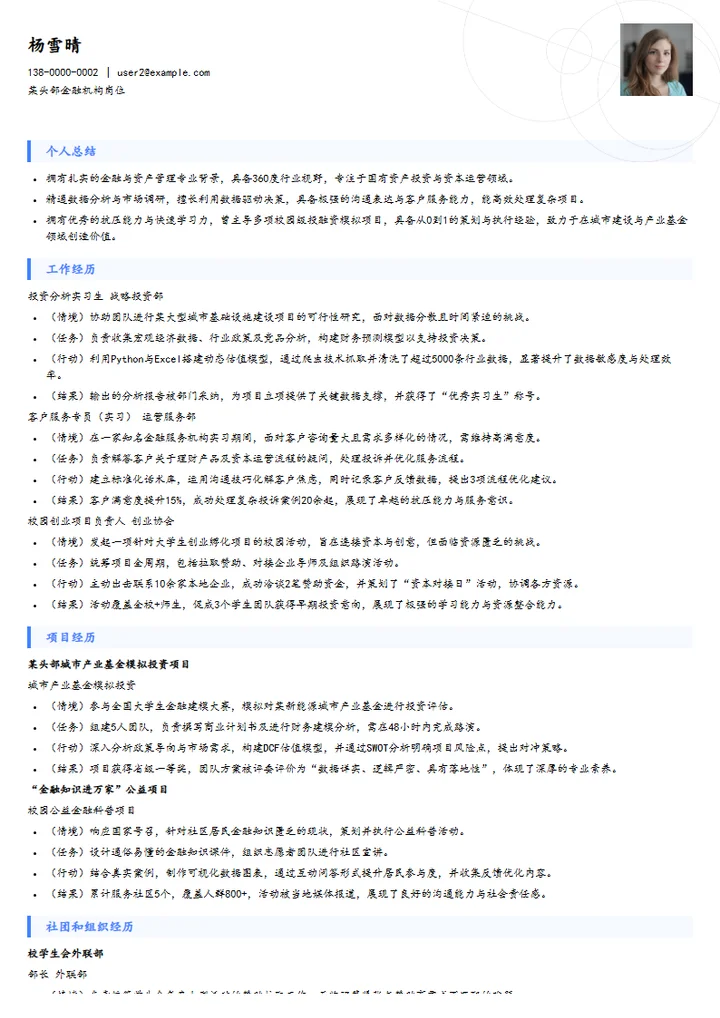 杨雪晴
138-0000-0002 | user2@example.com
某头部金融机构岗位
个人总结
• 拥有扎实的金融与资产管理专业背景，具备360度行业视野，专注于国有资产投资与资本运营领域。
• 精通数据分析与市场调研，擅长利用数据驱动决策，具备极强的沟通表达与客户服务能力，能高效处理复杂项目。
• 拥有优秀的抗压能力与快速学习力，曾主导多项校园级投融资模拟项目，具备从0到1的策划与执行经验，致力于在城市建设与产业基金
领域创造价值。
工作经历
投资分析实习生 战略投资部
• （情境）协助团队进行某大型城市基础设施建设项目的可行性研究，面对数据分散且时间紧迫的挑战。
• （任务）负责收集宏观经济数据、行业政策及竞品分析，构建财务预测模型以支持投资决策。
• （行动）利用Python与Excel搭建动态估值模型，通过爬虫技术抓取并清洗了超过5000条行业数据，显著提升了数据敏感度与处理效
率。
• （结果）输出的分析报告被部门采纳，为项目立项提供了关键数据支撑，并获得了“优秀实习生”称号。
客户服务专员（实习） 运营服务部
• （情境）在一家知名金融服务机构实习期间，面对客户咨询量大且需求多样化的情况，需维持高满意度。
• （任务）负责解答客户关于理财产品及资本运营流程的疑问，处理投诉并优化服务流程。
• （行动）建立标准化话术库，运用沟通技巧化解客户焦虑，同时记录客户反馈数据，提出3项流程优化建议。
• （结果）客户满意度提升15%，成功处理复杂投诉案例20余起，展现了卓越的抗压能力与服务意识。
校园创业项目负责人 创业协会
• （情境）发起一项针对大学生创业孵化项目的校园活动，旨在连接资本与创意，但面临资源匮乏的挑战。
• （任务）统筹项目全周期，包括拉取赞助、对接企业导师及组织路演活动。
• （行动）主动出击联系10余家本地企业，成功洽谈2笔赞助资金，并策划了“资本对接日”活动，协调各方资源。
• （结果）活动覆盖全校+师生，促成3个学生团队获得早期投资意向，展现了极强的学习能力与资源整合能力。
项目经历
某头部城市产业基金模拟投资项目
城市产业基金模拟投资
• （情境）参与全国大学生金融建模大赛，模拟对某新能源城市产业基金进行投资评估。
• （任务）组建5人团队，负责撰写商业计划书及进行财务建模分析，需在48小时内完成路演。
• （行动）深入分析政策导向与市场需求，构建DCF估值模型，并通过SWOT分析明确项目风险点，提出对冲策略。
• （结果）项目获得省级一等奖，团队方案被评委评价为“数据详实、逻辑严密、具有落地性”，体现了深厚的专业素养。
“金融知识进万家”公益项目
校园公益金融科普项目
• （情境）响应国家号召，针对社区居民金融知识匮乏的现状，策划并执行公益科普活动。
• （任务）设计通俗易懂的金融知识课件，组织志愿者团队进行社区宣讲。
• （行动）结合真实案例，制作可视化数据图表，通过互动问答形式提升居民参与度，并收集反馈优化内容。
• （结果）累计服务社区5个，覆盖人群800+，活动被当地媒体报道，展现了良好的沟通能力与社会责任感。
社团和组织经历
校学生会外联部
部长 外联部